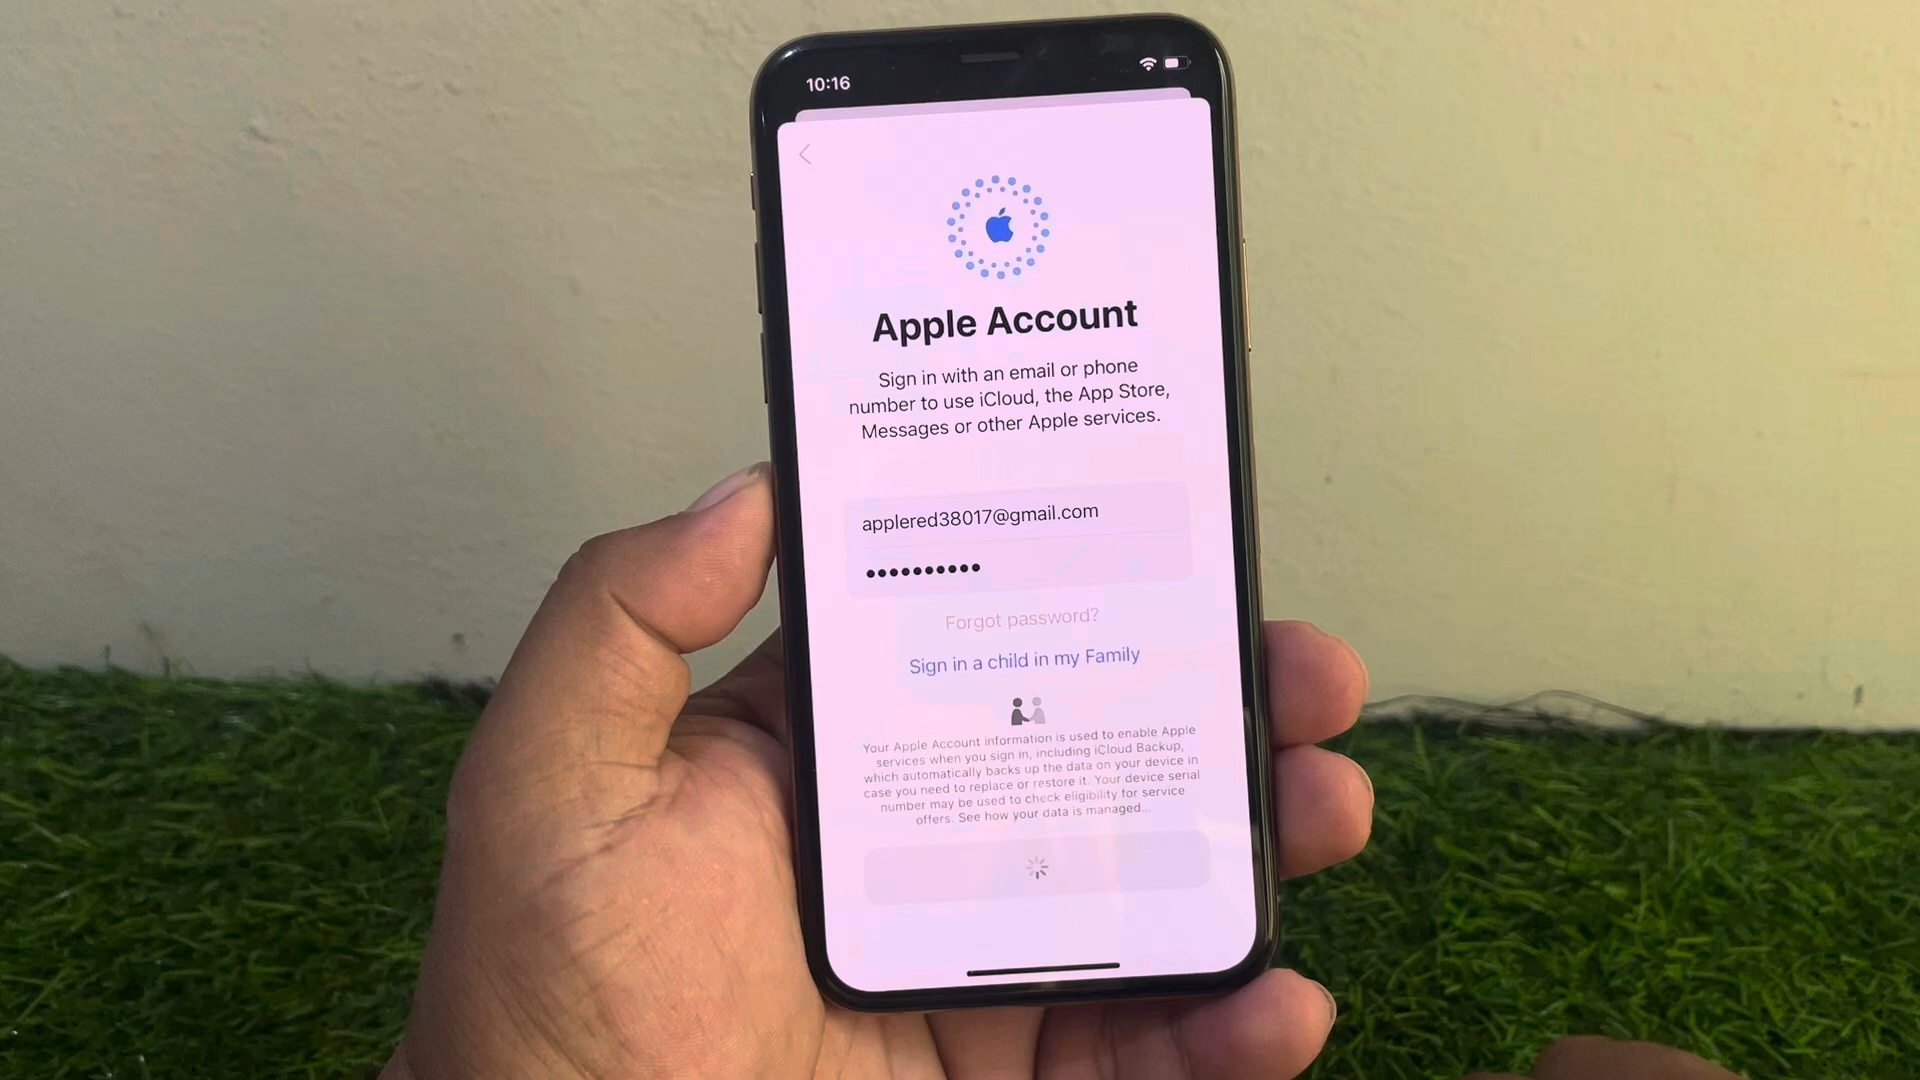 10:16
Apple Account
Sign in with an email or phone
number to use iCloud, the App Store,
Messages or other Apple services.
applered38017@gmail.com
••••••••••
Forgot password?
Sign in a child in my Family
Your Apple Account information is used to enable Apple
services when you sign in, including iCloud Backup,
which automatically backs up the data on your device in
case you need to replace or restore it. Your device serial
number may be used to check eligibility for service
offers. See how your data is managed...